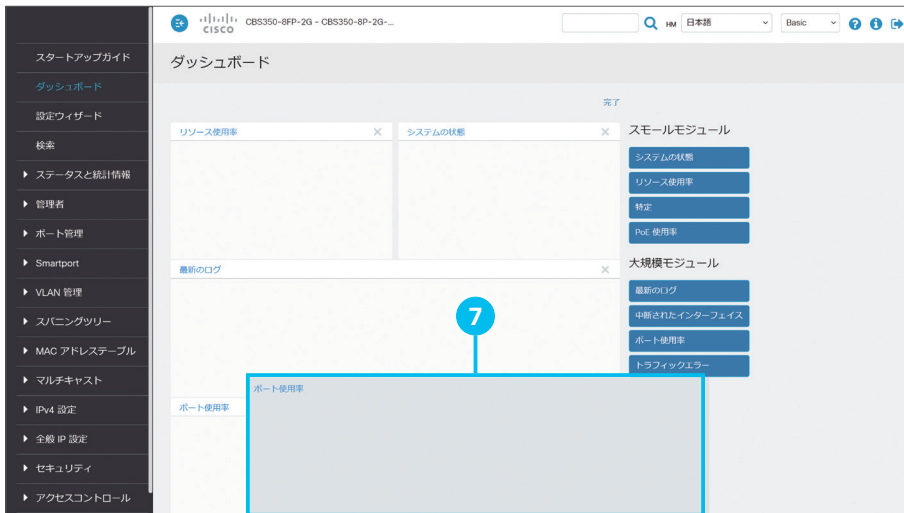 CISCO
CBS350-8FP-2G - CBS350-8P-2G-...
HM
日本語
Basic
スタートアップガイド
ダッシュボード
設定ウィザード
検索
ステータスと統計情報
管理者
ポート管理
Smartport
VLAN 管理
スパニングツリー
MAC アドレステーブル
マルチキャスト
IPv4 設定
全般 IP 設定
セキュリティ
アクセスコントロール
ダッシュボード
完了
リソース使用率
システムの状態
最新のログ
7
ポート使用率
ポート使用率
スモールモジュール
システムの状態
リソース使用率
特定
PoE 使用率
大規模モジュール
最新のログ
中断されたインターフェイス
ポート使用率
トラフィックエラー